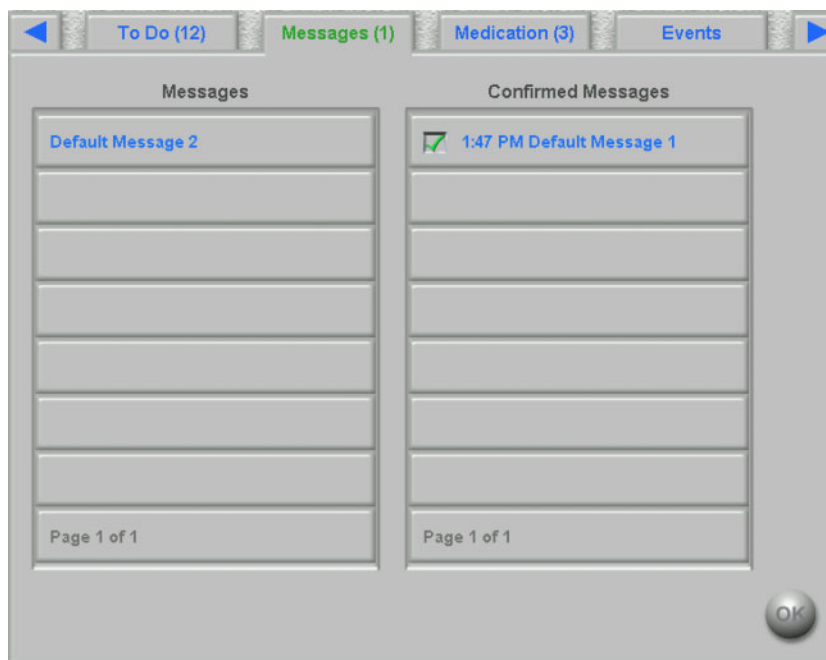 To Do (12)
Messages (1)
Medication (3)
Events
Messages
Confirmed Messages
Default Message 2
1:47 PM Default Message 1
Page 1 of 1
Page 1 of 1
OK